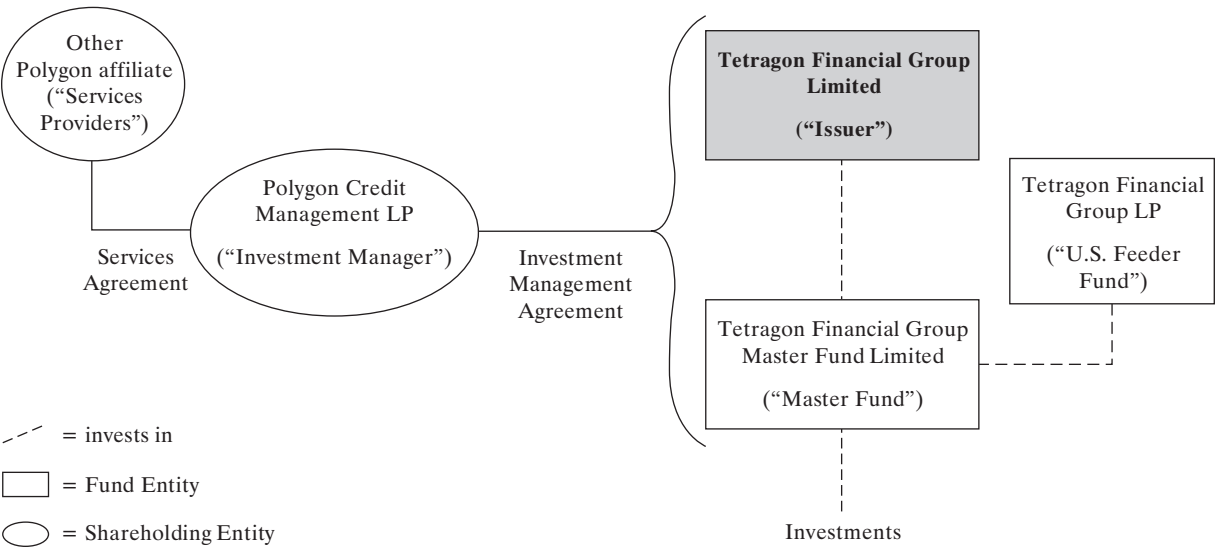 Other
Polygon affiliate
(“Services
Providers”)
Services
Agreement
Polygon Credit
Management LP
(“Investment Manager”)
Investment
Management
Agreement
Tetragon Financial Group
Limited
(“Issuer”)
Tetragon Financial
Group LP
(“U.S. Feeder
Fund”)
Tetragon Financial Group
Master Fund Limited
(“Master Fund”)
Investments
= invests in
= Fund Entity
= Shareholding Entity